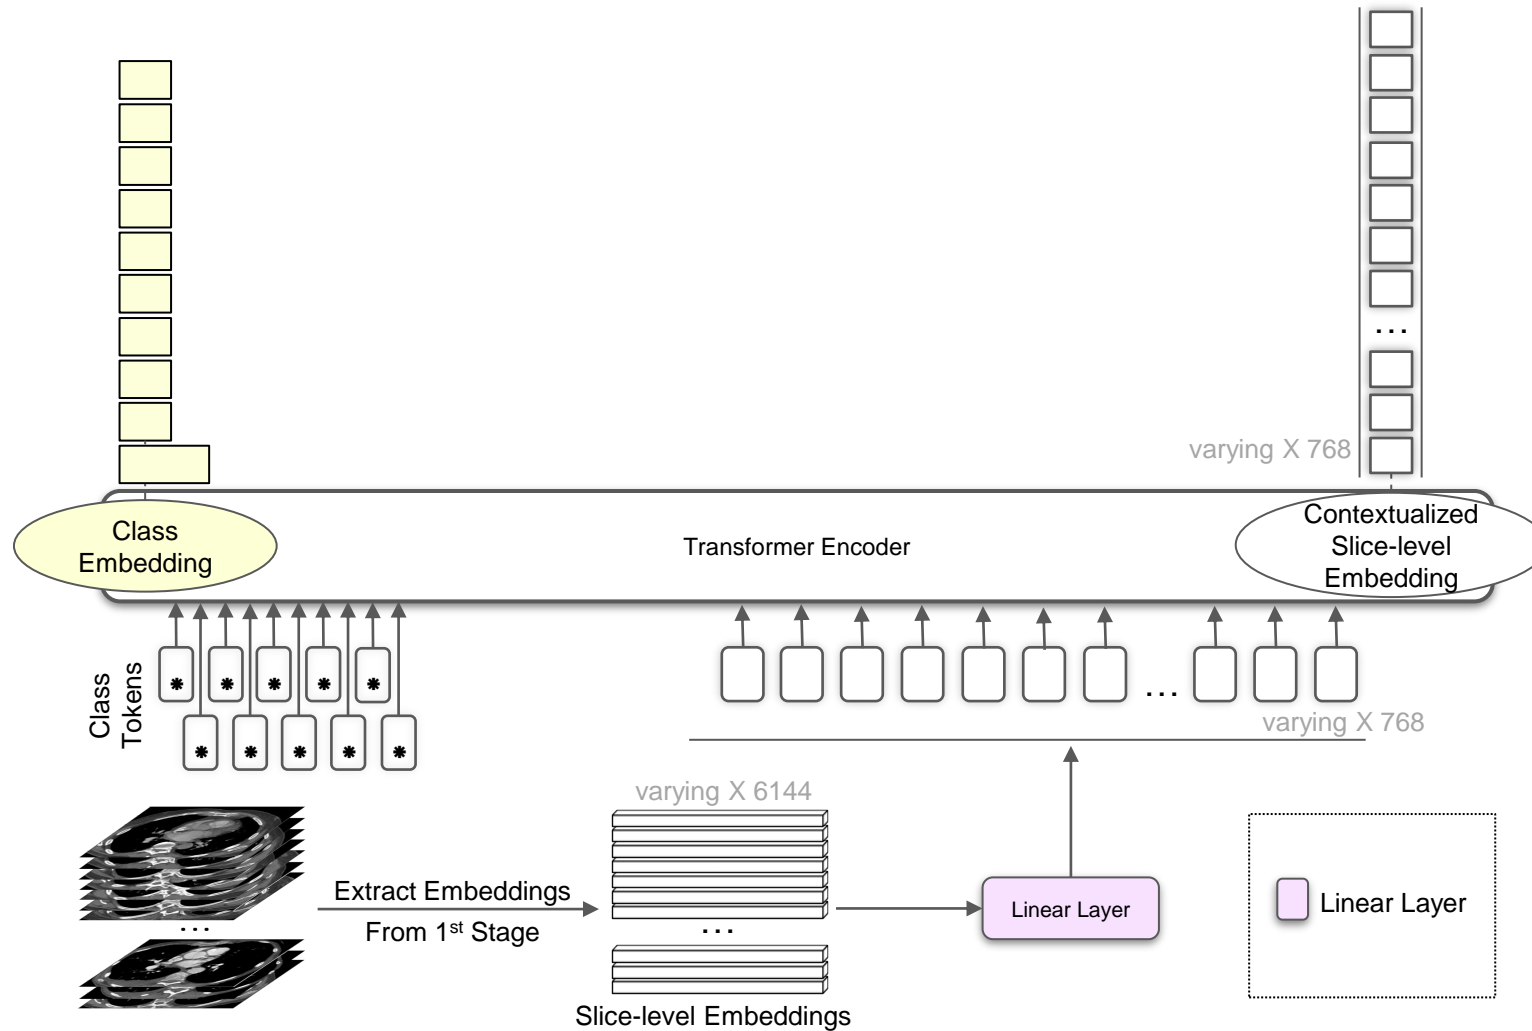 varying X 768
Class
Embedding
Transformer Encoder
Contextualized
Slice-level
Embedding
Class
Tokens
* * * * *
* * * * *
...
varying X 768
varying X 6144
Extract Embeddings
From 1st Stage
...
...
Slice-level Embeddings
Linear Layer
Linear Layer